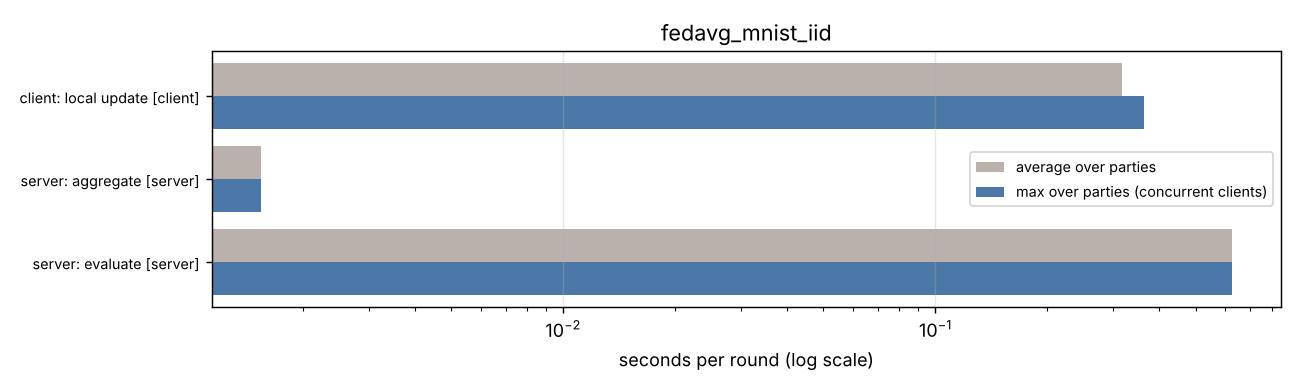 fedavg_mnist_iid
client: local update [client]
server: aggregate [server]
server: evaluate [server]
average over parties
max over parties (concurrent clients)
10⁻²
10⁻¹
seconds per round (log scale)